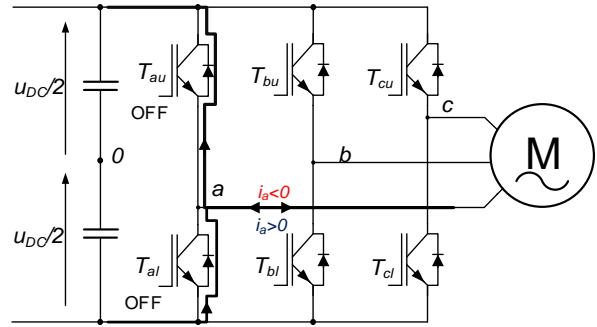 u_DC/2
T_au
OFF
T_bu
T_cu
c
0
a
b
M
i_a<0
i_a>0
u_DC/2
T_al
OFF
T_bl
T_cl